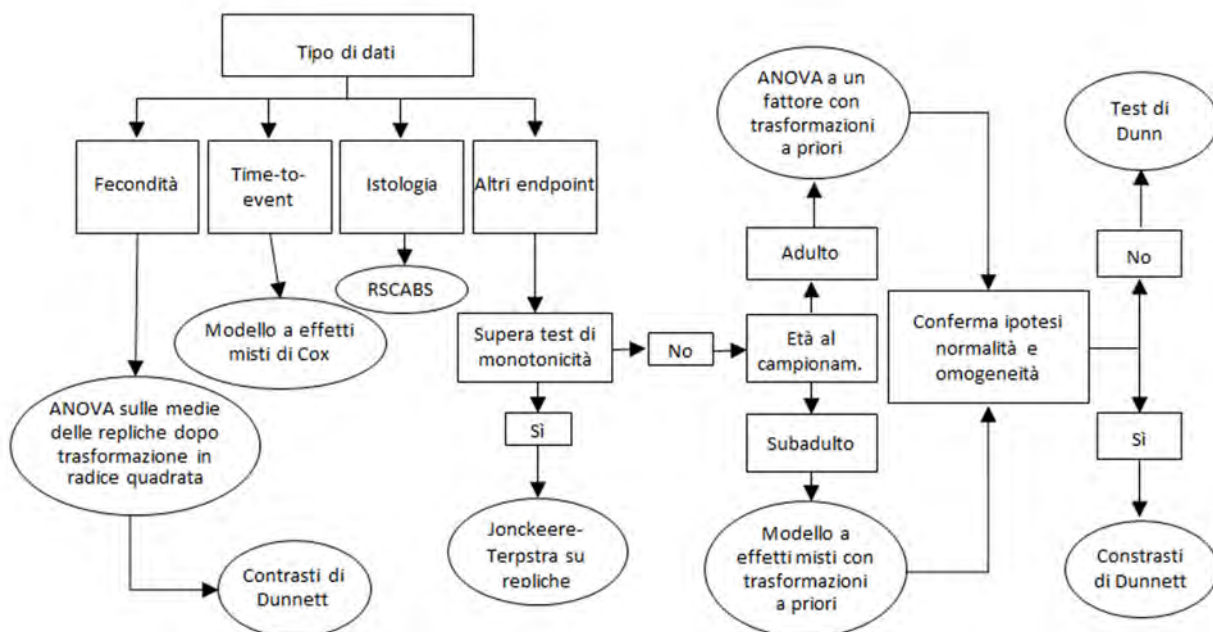 Tipo di dati
Fecondità
Time-to-
event
Istologia
Altri endpoint
RSCABS
Modello a effetti
misti di Cox
ANOVA sulle medie
delle repliche dopo
trasformazione in
radice quadrata
Contrasti di
Dunnett
Supera test di
monotonicità
Sì
Jonckeere-
Terpstra su
repliche
No
Età al
campionam.
Adulto
ANOVA a un
fattore con
trasformazioni
a priori
Subadulto
Modello a
effetti misti con
trasformazioni
a priori
Conferma ipotesi
normalità e
omogeneità
No
Test di
Dunn
Sì
Constrasti
di Dunnett